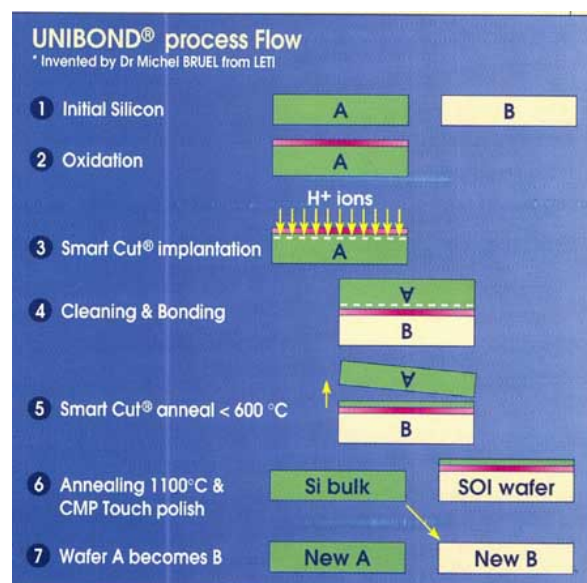 UNIBOND® process Flow
* Invented by Dr Michel BRUEL from LETI
1 Initial Silicon A B
2 Oxidation A
H+ ions
3 Smart Cut® implantation A
4 Cleaning & Bonding A
B
A
5 Smart Cut® anneal < 600 °C B
6 Annealing 1100°C & Si bulk SOI wafer
CMP Touch polish
7 Wafer A becomes B New A New B